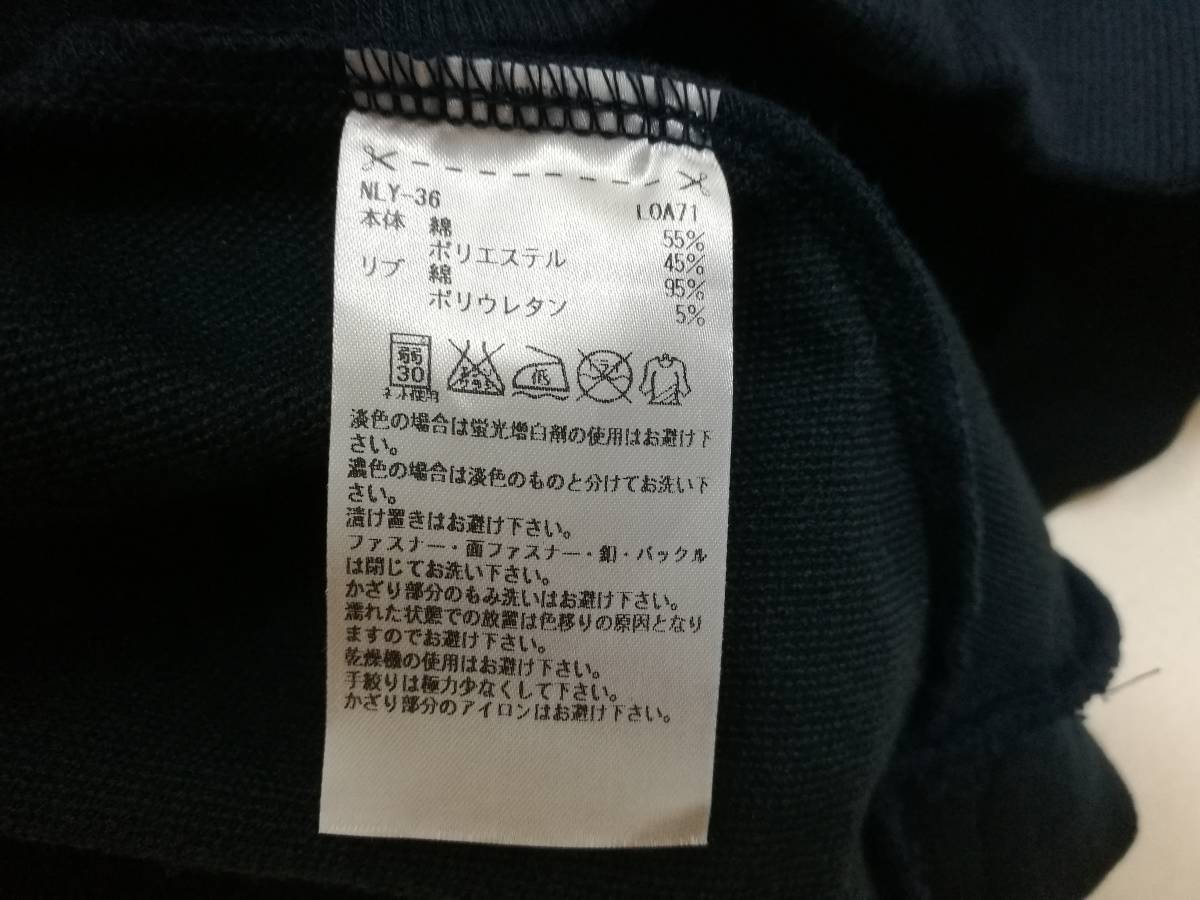 NLY-36
LOA71
本体 綿 55%
ポリエステル 45%
リブ 綿 95%
ポリウレタン 5%
弱
30
ネット使用
エンソ
サラシ
低
ドライ
淡色の場合は蛍光増白剤の使用はお避け下
さい。
濃色の場合は淡色のものと分けてお洗い下
さい。
漬け置きはお避け下さい。
ファスナー・面ファスナー・釦・バックル
は閉じてお洗い下さい。
かざり部分のもみ洗いはお避け下さい。
濡れた状態での放置は色移りの原因となり
ますのでお避け下さい。
乾燥機の使用はお避け下さい。
手絞りは極力少なくして下さい。
かざり部分のアイロンはお避け下さい。